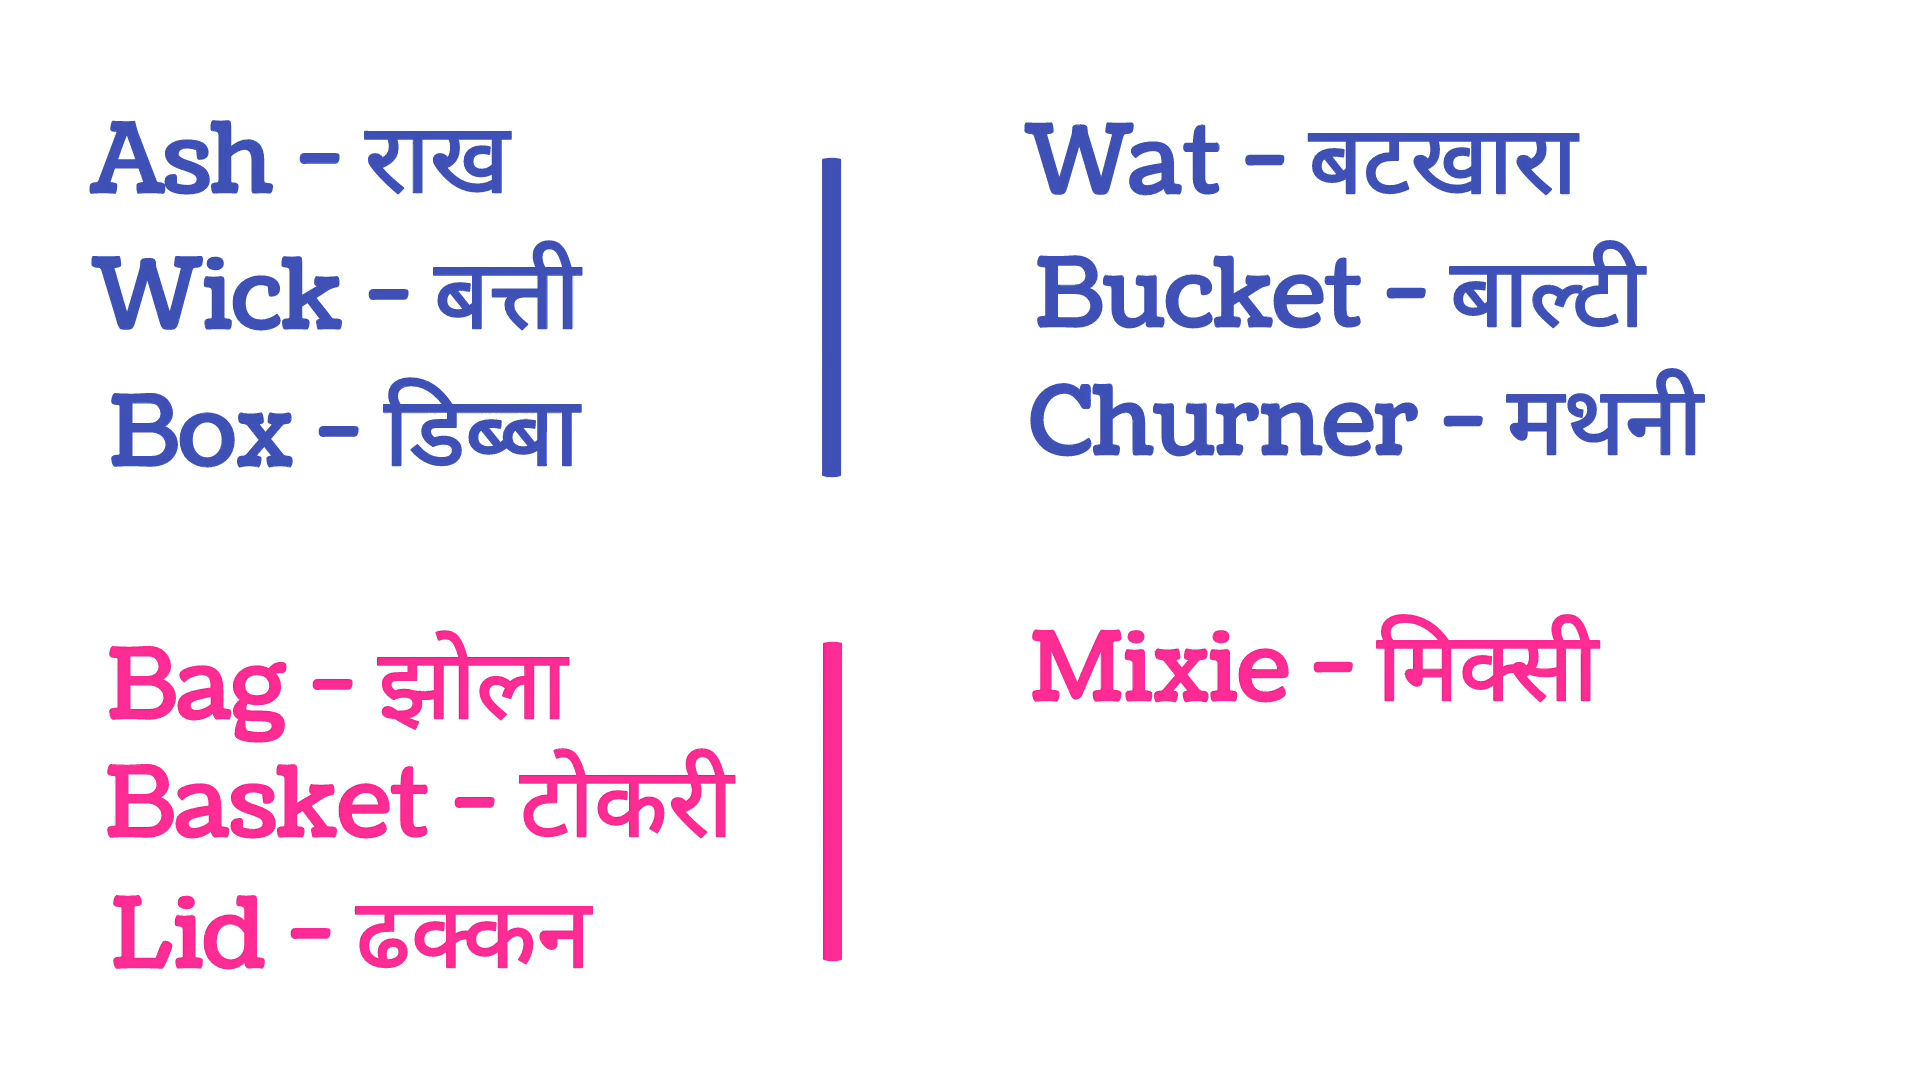 Ash - राख
Wick - बत्ती
Box - डिब्बा
Wat - बटखारा
Bucket - बाल्टी
Churner - मथनी
Bag - झोला
Basket - टोकरी
Lid - ढक्कन
Mixie - मिक्सी